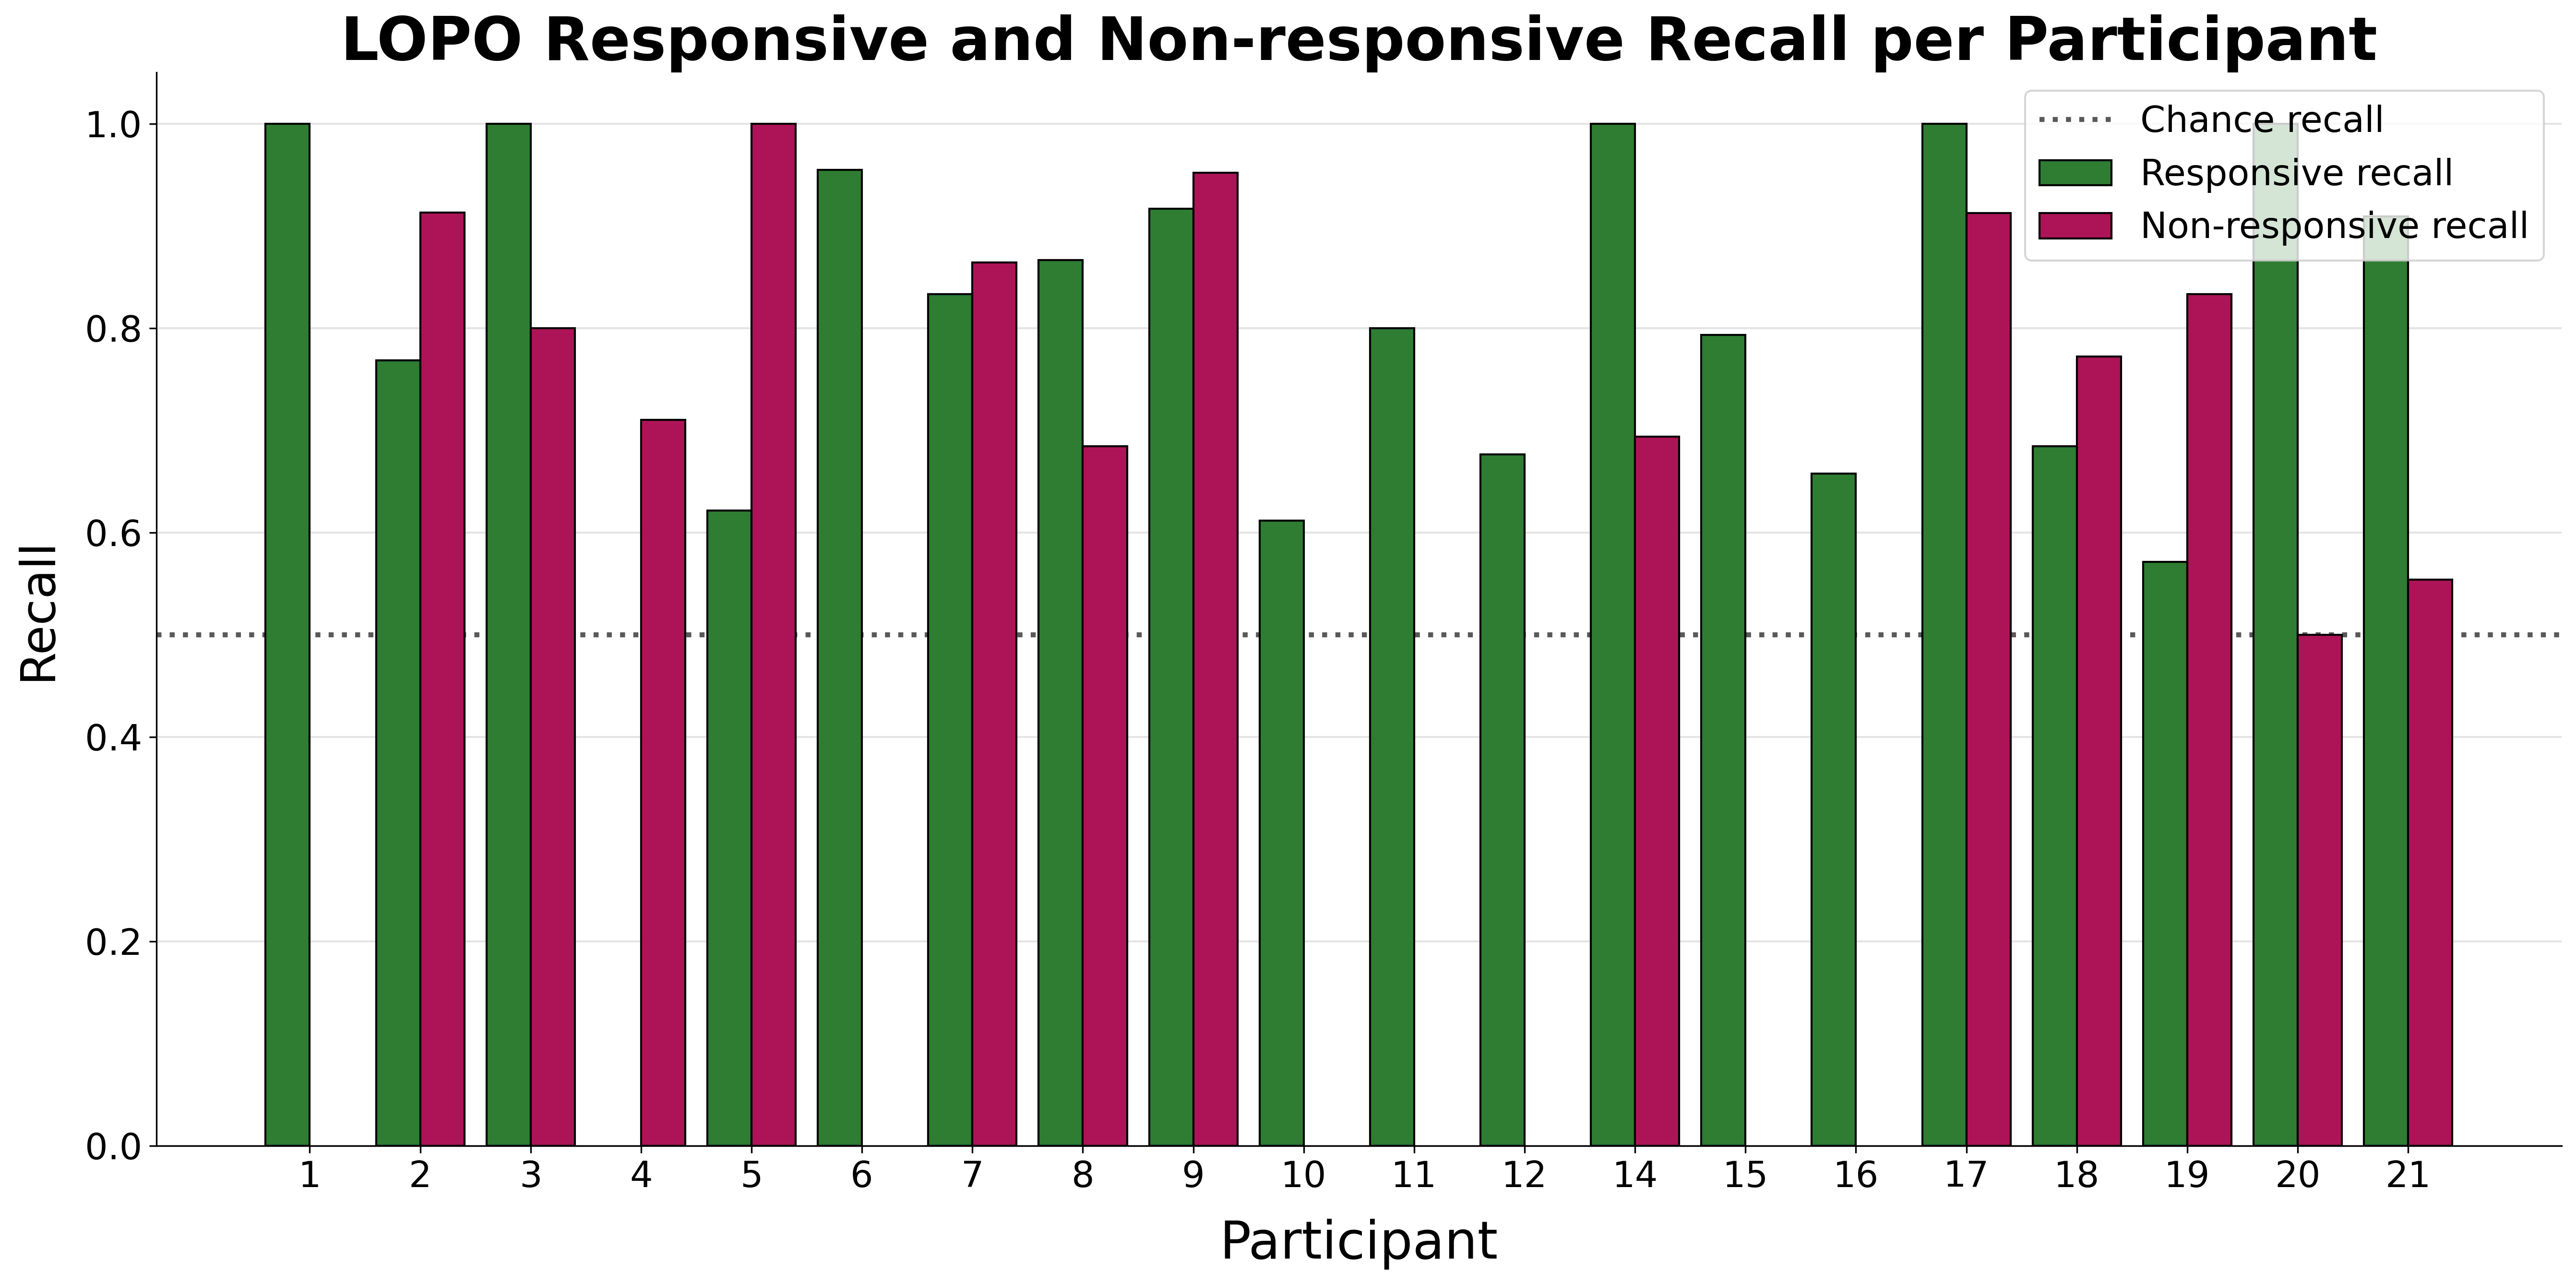 LOPO Responsive and Non-responsive Recall per Participant
Chance recall
Responsive recall
Non-responsive recall
1.0
0.8
0.6
0.4
0.2
0.0
Recall
1 2 3 4 5 6 7 8 9 10 11 12 14 15 16 17 18 19 20 21
Participant